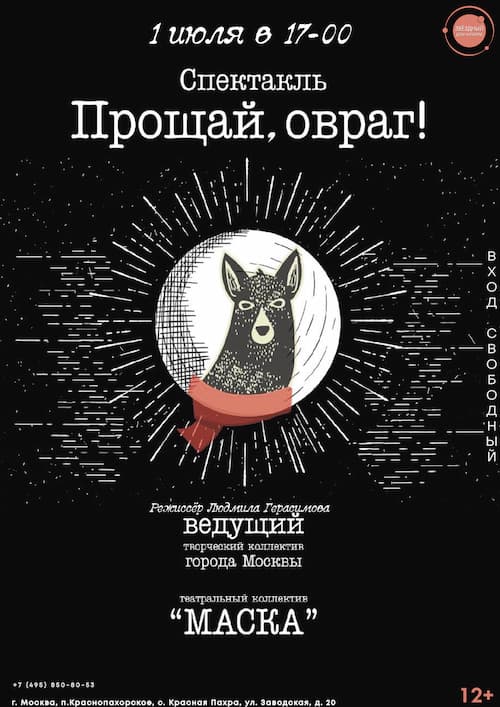 1 июля в 17-00
ЗВЁЗДНЫЙ
Спектакль
Прощай, овраг!
ВХОД СВОБОДНЫЙ
Режиссёр Людмила Герасимова
ведущий
творческий коллектив
города Москвы
театральный коллектив
“МАСКА”
+7 (495) 850-80-53
г. Москва, п.Краснопахорское, с. Красная Пахра, ул. Заводская, д. 20
12+